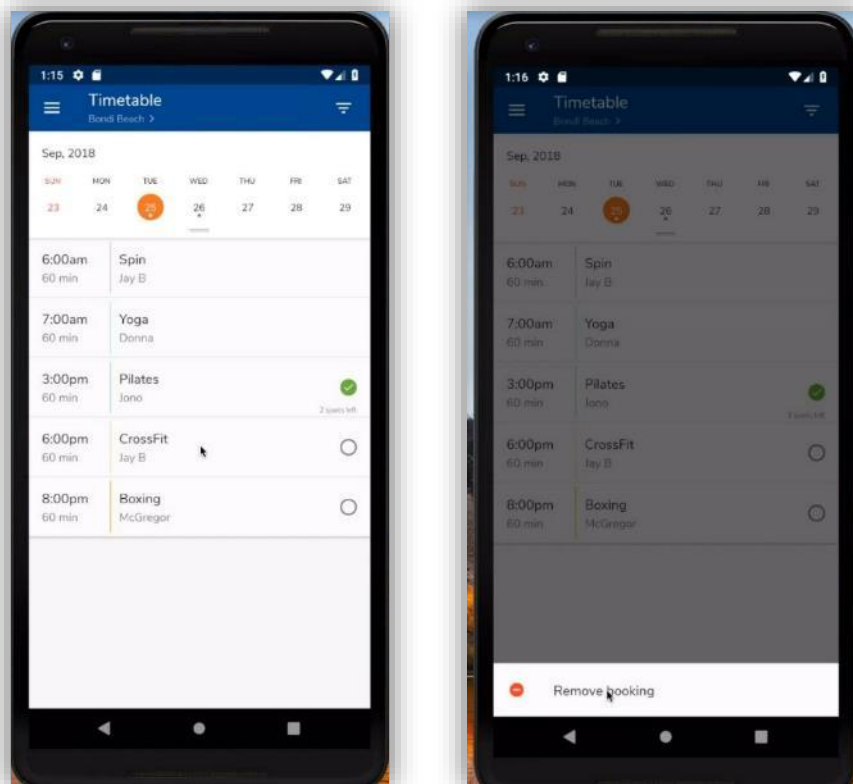 1:15
Timetable
Bondi Beach >
Sep, 2018
SUN MON TUE WED THU FRI SAT
23 24 25 26 27 28 29
6:00am Spin
60 min Jay B
7:00am Yoga
60 min Donna
3:00pm Pilates
60 min Jono
2 spots left
6:00pm CrossFit
60 min Jay B
8:00pm Boxing
60 min McGregor
1:16
Timetable
Bondi Beach >
Sep, 2018
SUN MON TUE WED THU FRI SAT
23 24 25 26 27 28 29
6:00am Spin
60 min Jay B
7:00am Yoga
60 min Donna
3:00pm Pilates
60 min Jono
spots left
6:00pm CrossFit
60 min Jay B
8:00pm Boxing
60 min McGregor
Remove booking